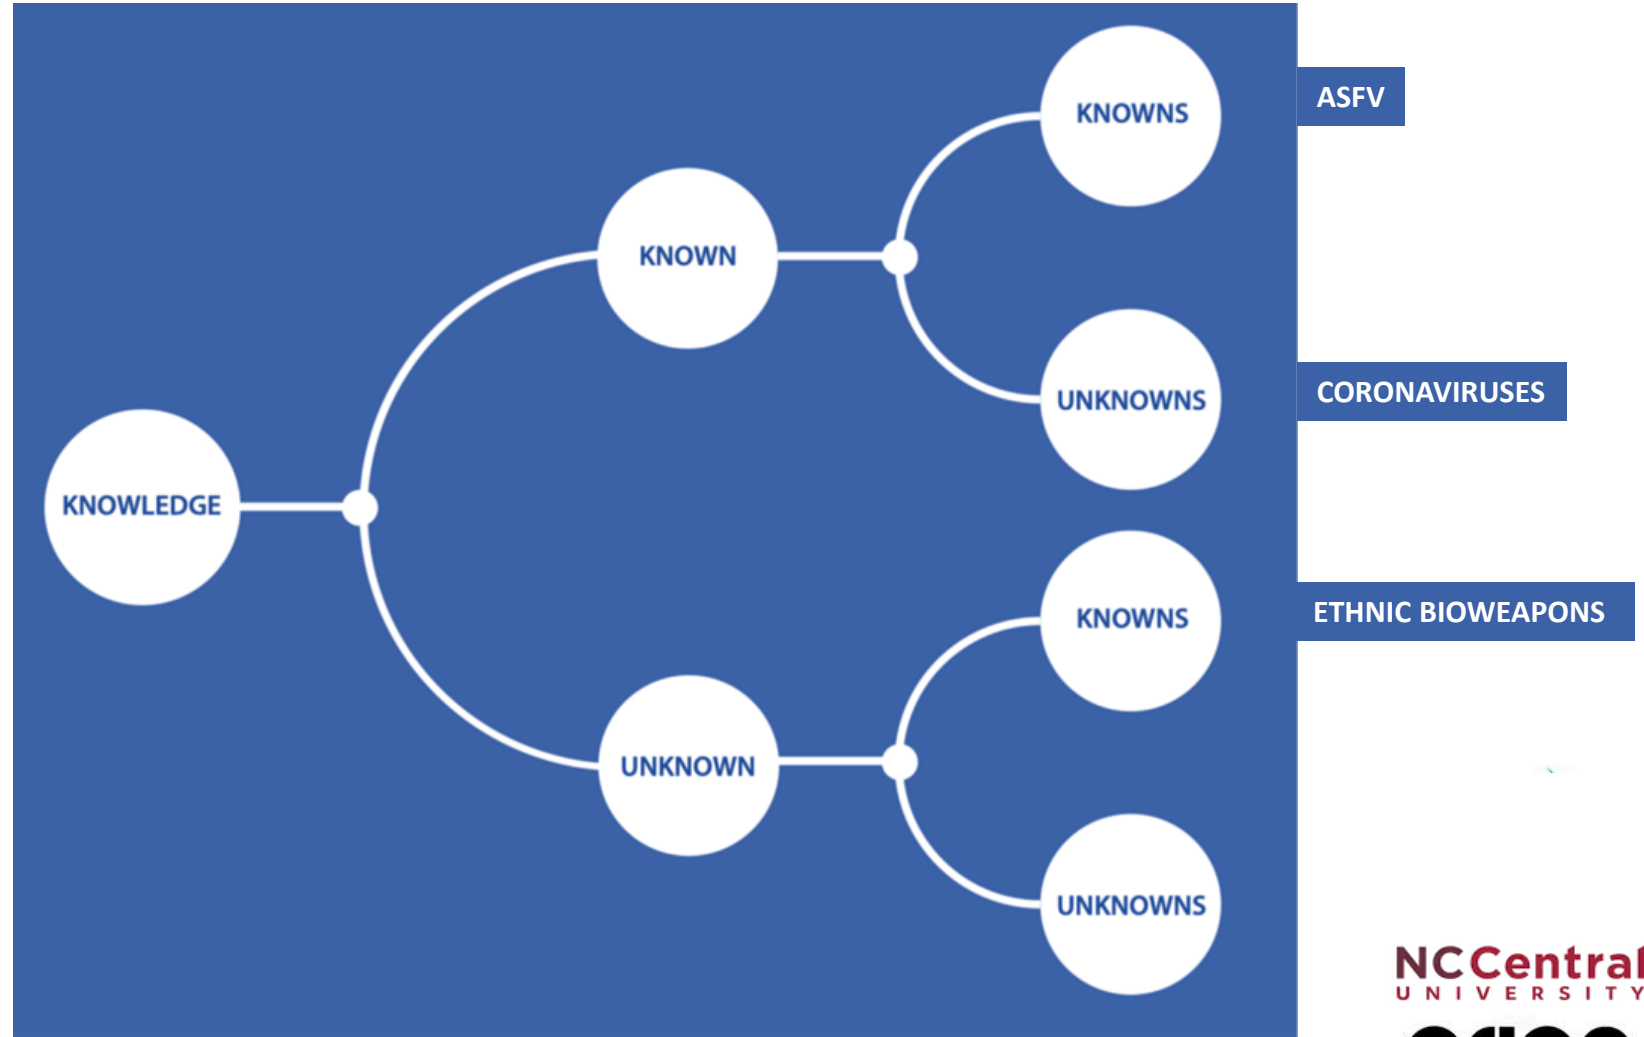 KNOWNS
ASFV
KNOWN
UNKNOWNS
CORONAVIRUSES
KNOWLEDGE
KNOWNS
ETHNIC BIOWEAPONS
UNKNOWN
UNKNOWNS
NCCentral
UNIVERSITY